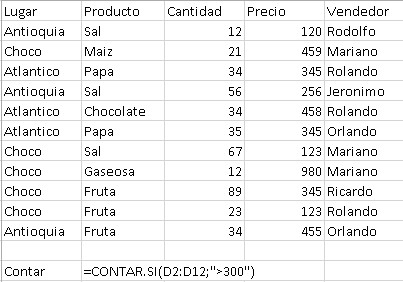 Lugar Producto Cantidad Precio Vendedor
Antioquia Sal 12 120 Rodolfo
Choco Maiz 21 459 Mariano
Atlantico Papa 34 345 Rolando
Antioquia Sal 56 256 Jeronimo
Atlantico Chocolate 34 458 Rolando
Atlantico Papa 35 345 Orlando
Choco Sal 67 123 Mariano
Choco Gaseosa 12 980 Mariano
Choco Fruta 89 345 Ricardo
Choco Fruta 23 123 Rolando
Antioquia Fruta 34 455 Orlando
Contar =CONTAR.SI(D2:D12;">300")